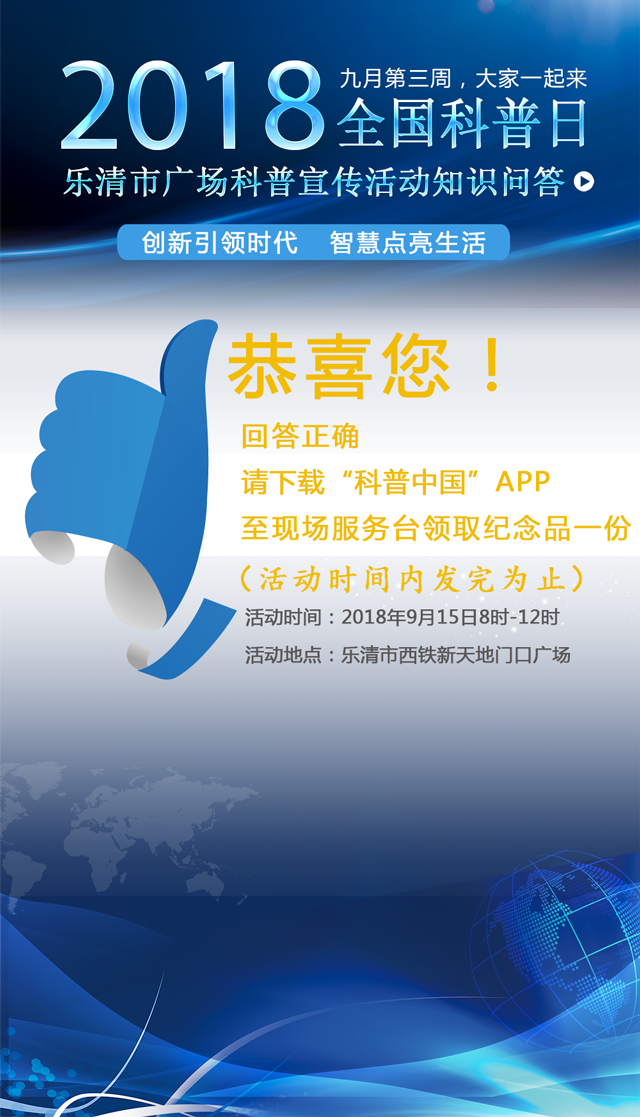 2018
九月第三周，大家一起来
全国科普日
乐清市广场科普宣传活动知识问答
创新引领时代 智慧点亮生活
恭喜您！
回答正确
请下载“科普中国”APP
至现场服务台领取纪念品一份
（活动时间内发完为止）
活动时间：2018年9月15日8时-12时
活动地点：乐清市西铁新天地门口广场